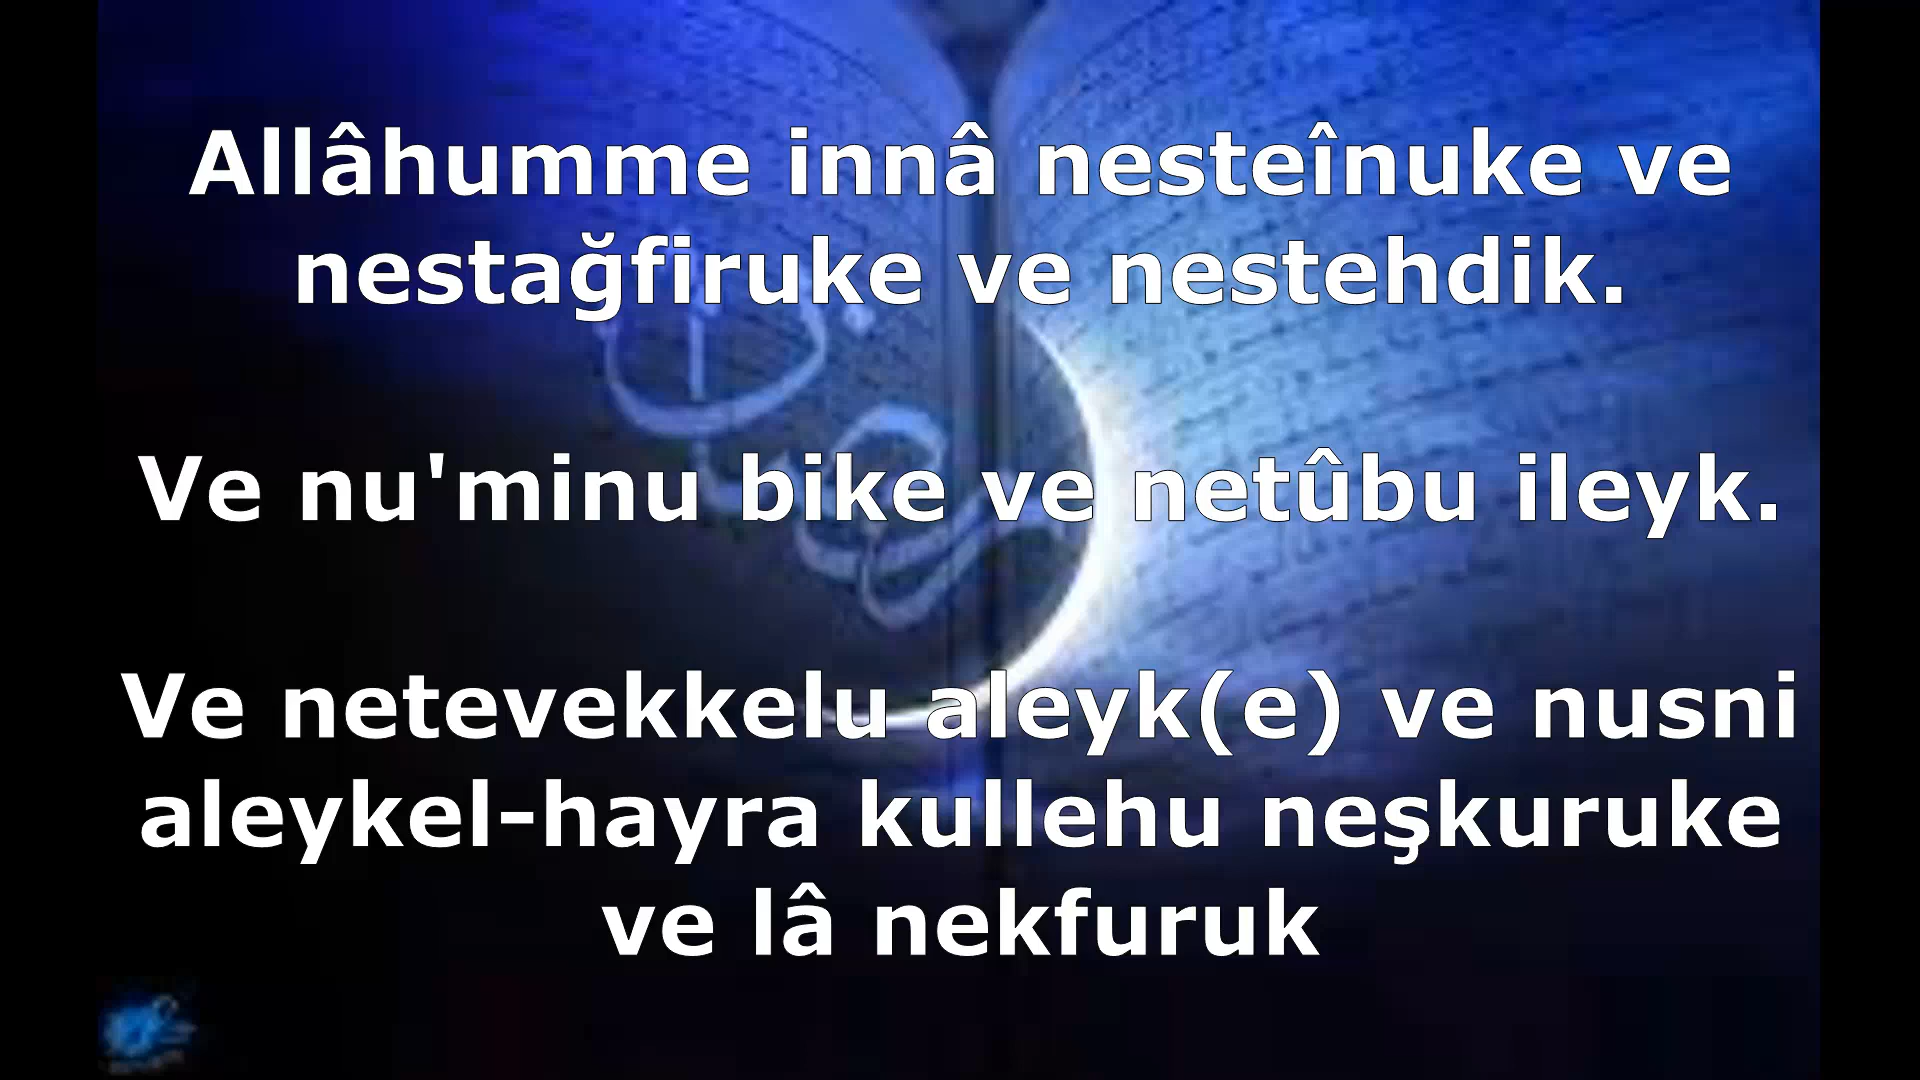 Allâhumme innâ nesteînuke ve
nestağfiruke ve nestehdik.
Ve nu'minu bike ve netûbu ileyk.
Ve netevekkelu aleyk(e) ve nusni
aleykel-hayra kullehu neşkuruke
ve lâ nekfuruk
رمضان